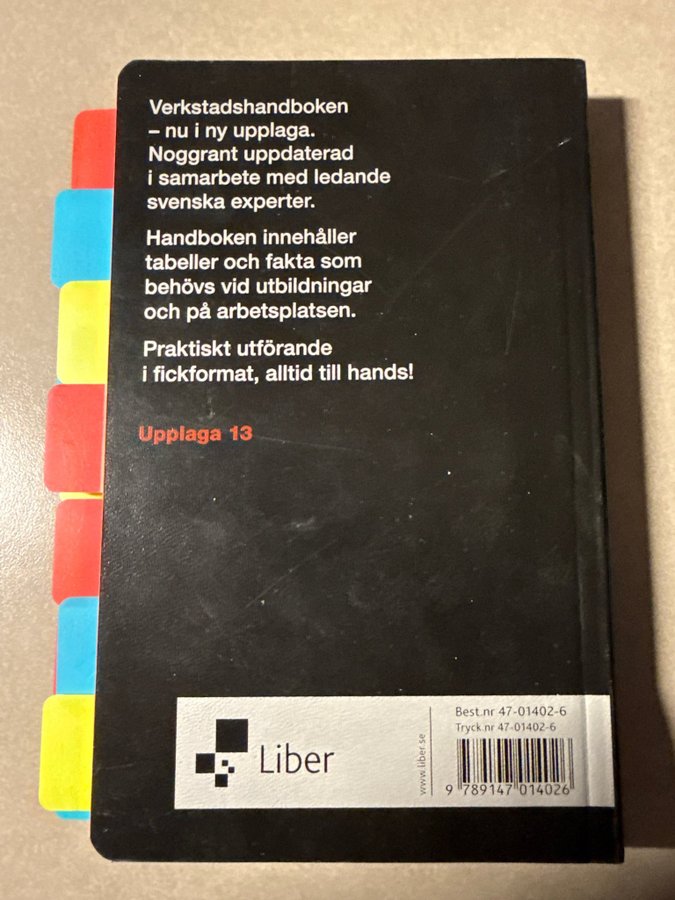 Verkstadshandboken
– nu i ny upplaga.
Noggrant uppdaterad
i samarbete med ledande
svenska experter.
Handboken innehåller
tabeller och fakta som
behövs vid utbildningar
och på arbetsplatsen.
Praktiskt utförande
i fickformat, alltid till hands!
Upplaga 13
Liber
www.liber.se
Best.nr 47-01402-6
Tryck.nr 47-01402-6
9 789147 014026